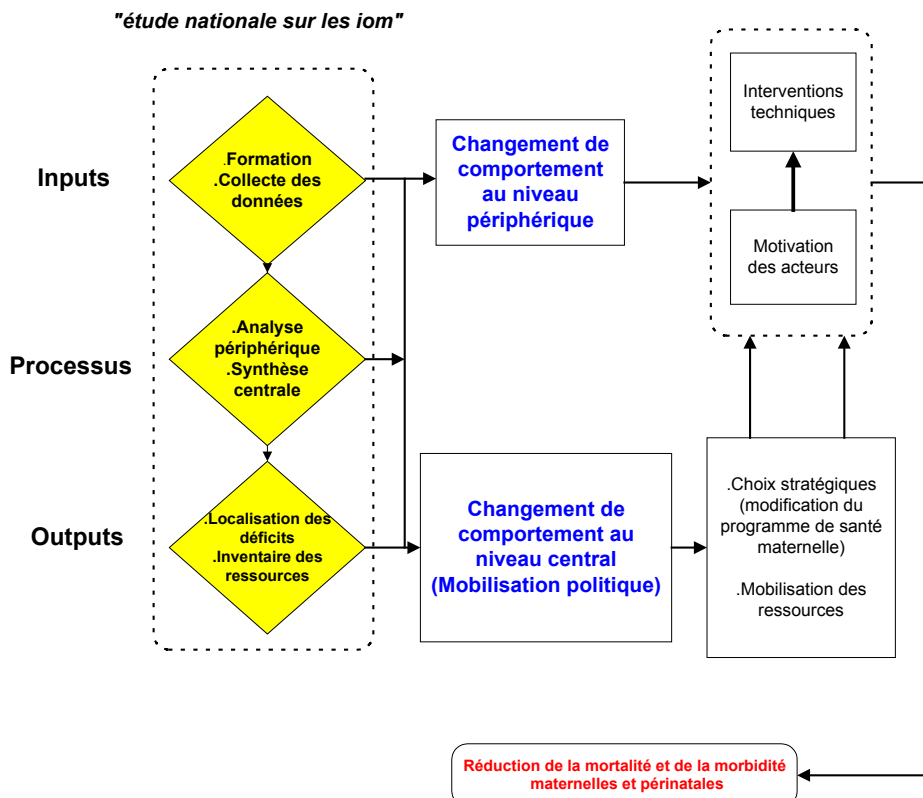 "étude nationale sur les iom"
Inputs
.Formation
.Collecte des
données
Changement de
comportement
au niveau
périphérique
Interventions
techniques
Motivation
des acteurs
Processus
.Analyse
périphérique
.Synthèse
centrale
Outputs
.Localisation des
déficits
.Inventaire des
ressources
Changement de
comportement au
niveau central
(Mobilisation politique)
.Choix stratégiques
(modification du
programme de santé
maternelle)
.Mobilisation des
ressources
Réduction de la mortalité et de la morbidité
maternelles et périnatales